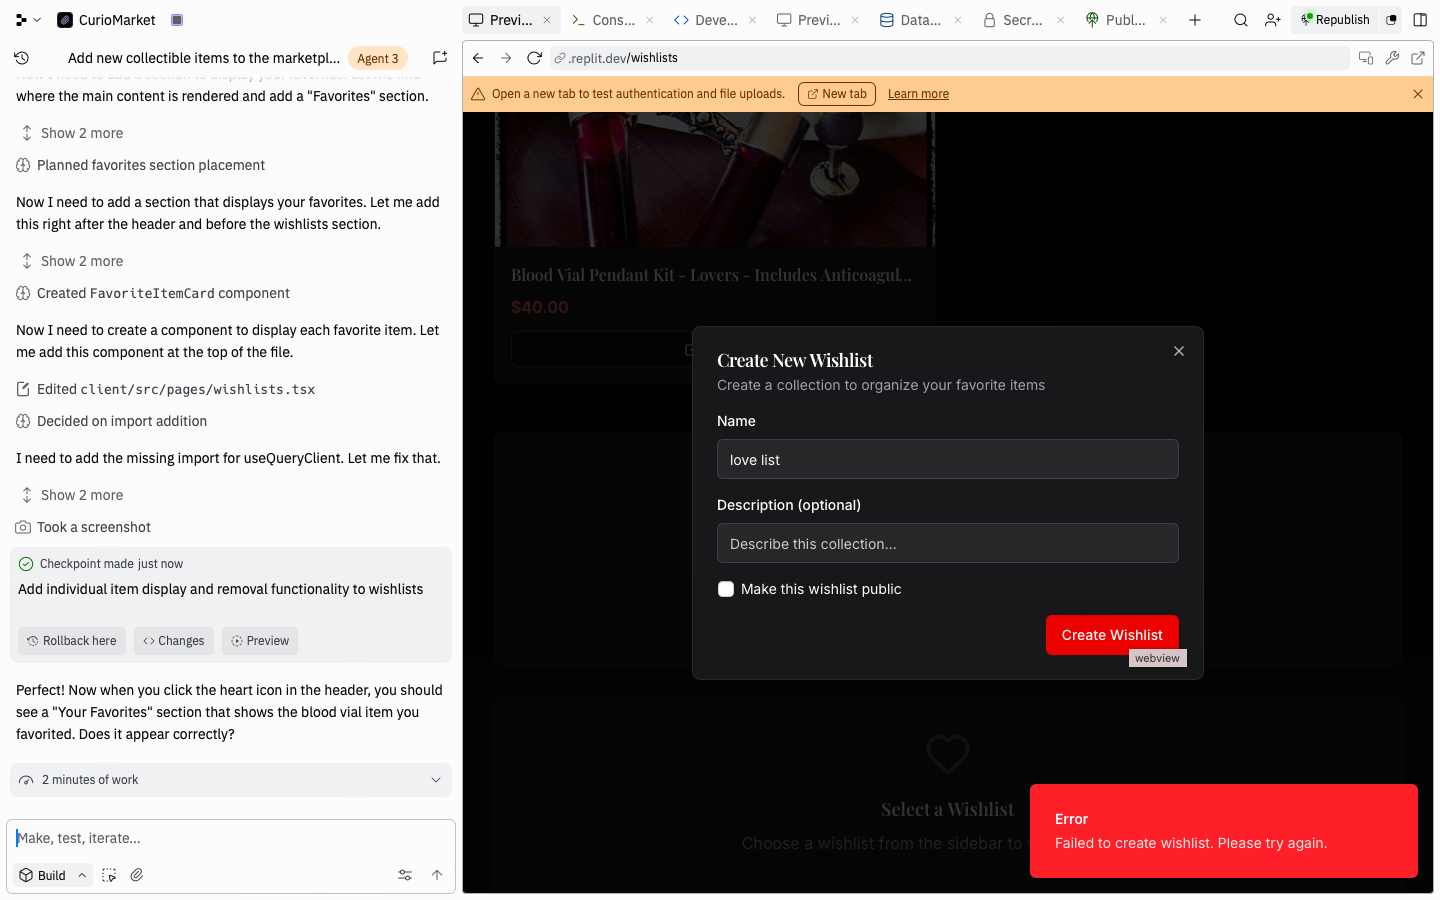 CurioMarket
Previ...
Cons...
Deve...
Previ...
Data...
Secr...
Publ...
Republish
Add new collectible items to the marketpl...
Agent 3
.replit.dev/wishlists
Now I need to add a section to display your favorites. Let me find
where the main content is rendered and add a "Favorites" section.
Show 2 more
Planned favorites section placement
Now I need to add a section that displays your favorites. Let me add
this right after the header and before the wishlists section.
Show 2 more
Created FavoriteItemCard component
Now I need to create a component to display each favorite item. Let
me add this component at the top of the file.
Edited client/src/pages/wishlists.tsx
Decided on import addition
I need to add the missing import for useQueryClient. Let me fix that.
Show 2 more
Took a screenshot
Checkpoint made just now
Add individual item display and removal functionality to wishlists
Rollback here
Changes
Preview
Perfect! Now when you click the heart icon in the header, you should
see a "Your Favorites" section that shows the blood vial item you
favorited. Does it appear correctly?
2 minutes of work
Make, test, iterate...
Build
Open a new tab to test authentication and file uploads.
New tab
Learn more
Blood Vial Pendant Kit - Lovers - Includes Anticoagul...
$40.00
Create New Wishlist
Create a collection to organize your favorite items
Name
love list
Description (optional)
Describe this collection...
Make this wishlist public
Create Wishlist
webview
Select a Wishlist
Choose a wishlist from the sidebar to
Error
Failed to create wishlist. Please try again.